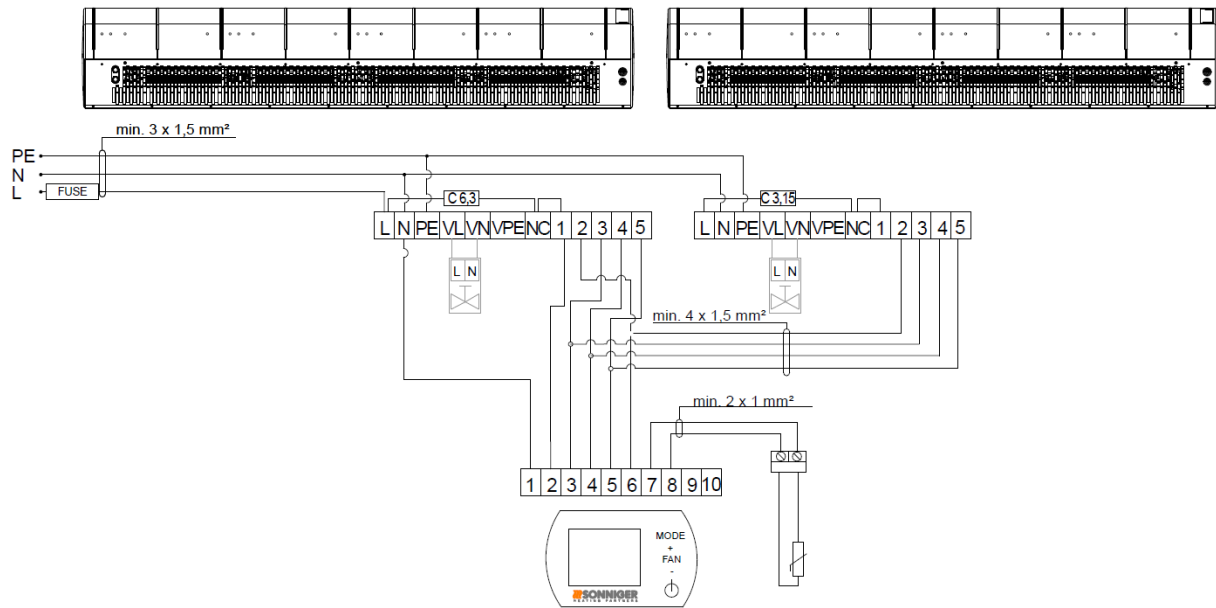 min. 3 x 1,5 mm²
PE
N
L FUSE
C 6,3
C 3,15
L N PE VL VN VPE NC 1 2 3 4 5
L N PE VL VN VPE NC 1 2 3 4 5
L N
L N
min. 4 x 1,5 mm²
min. 2 x 1 mm²
1 2 3 4 5 6 7 8 9 10
MODE
+
FAN
-
SONNIGER
HEATING PARTNERS